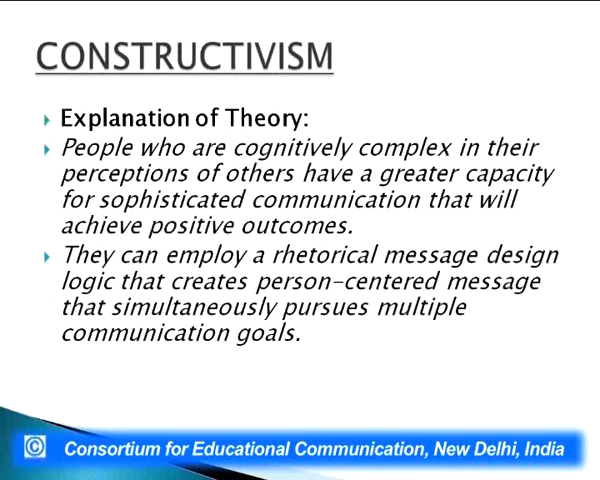 CONSTRUCTIVISM
Explanation of Theory:
People who are cognitively complex in their
perceptions of others have a greater capacity
for sophisticated communication that will
achieve positive outcomes.
They can employ a rhetorical message design
logic that creates person-centered message
that simultaneously pursues multiple
communication goals.
© Consortium for Educational Communication, New Delhi, India